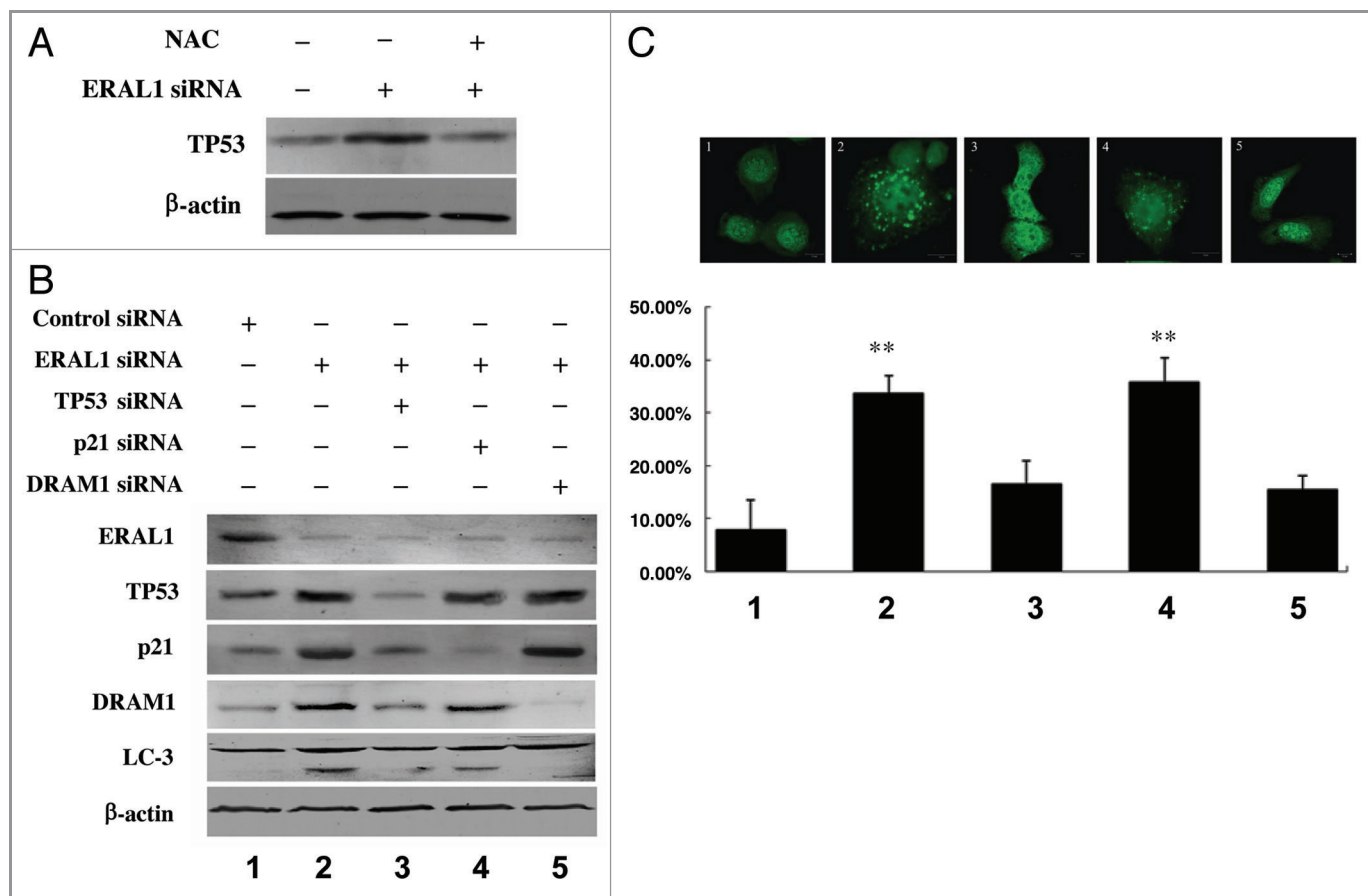 A
NAC – – +
ERAL1 siRNA – + +
TP53
β-actin
B
Control siRNA + – – – –
ERAL1 siRNA – + + + +
TP53 siRNA – – + – –
p21 siRNA – – – + –
DRAM1 siRNA – – – – +
ERAL1
TP53
p21
DRAM1
LC-3
β-actin
1 2 3 4 5
C
1 2 3 4 5
50.00%
40.00%
30.00%
20.00%
10.00%
0.00%
** **
1 2 3 4 5